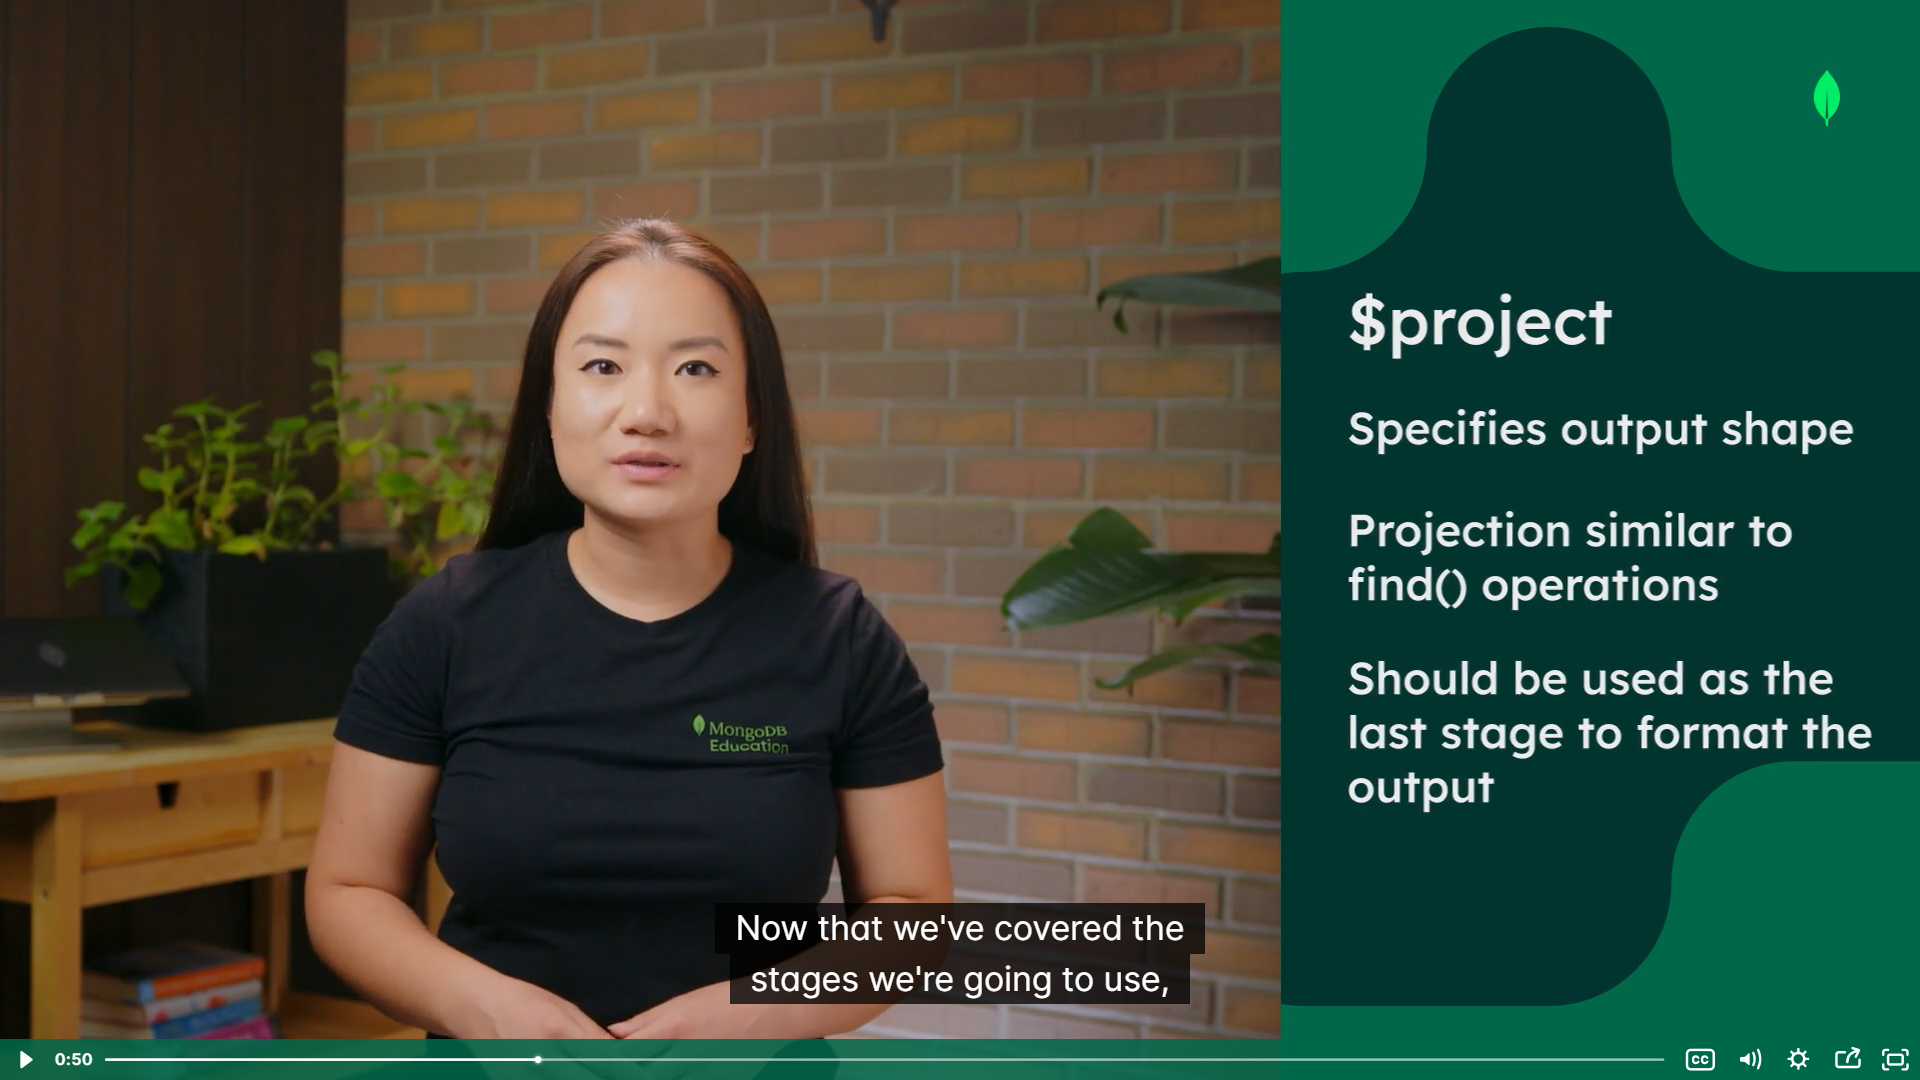 $project
Specifies output shape
Projection similar to
find() operations
Should be used as the
last stage to format the
output
MongoDB
Education
Now that we've covered the
stages we're going to use,
0:50
CC